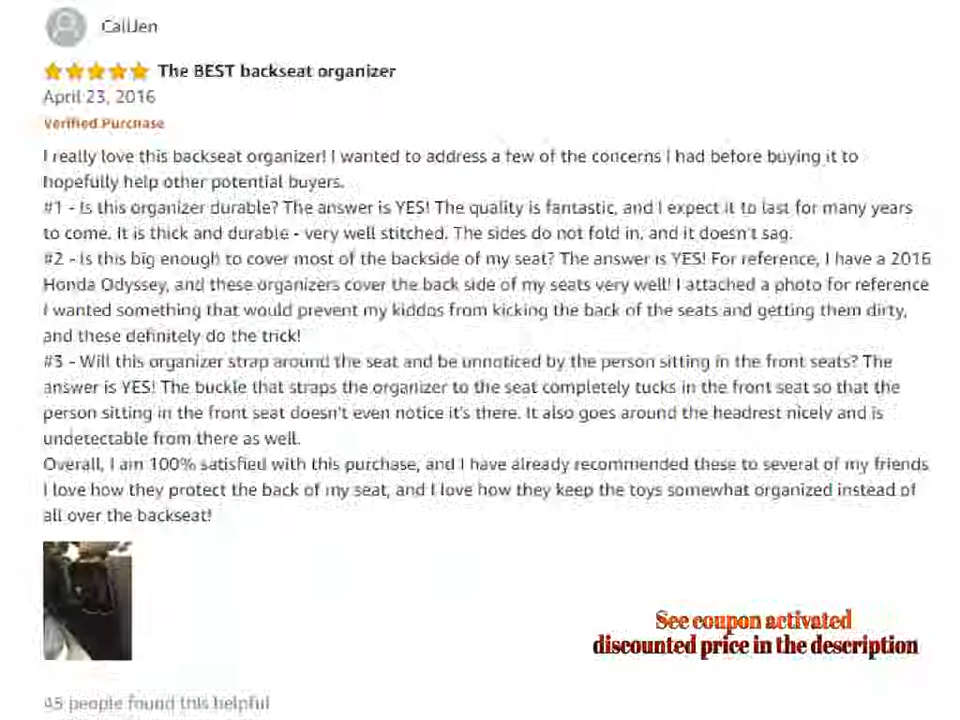 CallJen
The BEST backseat organizer
April 23, 2016
Verified Purchase
I really love this backseat organizer! I wanted to address a few of the concerns I had before buying it to
hopefully help other potential buyers.
#1 - Is this organizer durable? The answer is YES! The quality is fantastic, and I expect it to last for many years
to come. It is thick and durable - very well stitched. The sides do not fold in, and it doesn't sag.
#2 - Is this big enough to cover most of the backside of my seat? The answer is YES! For reference, I have a 2016
Honda Odyssey, and these organizers cover the back side of my seats very well! I attached a photo for reference
I wanted something that would prevent my kiddos from kicking the back of the seats and getting them dirty,
and these definitely do the trick!
#3 - Will this organizer strap around the seat and be unnoticed by the person sitting in the front seats? The
answer is YES! The buckle that straps the organizer to the seat completely tucks in the front seat so that the
person sitting in the front seat doesn't even notice it's there. It also goes around the headrest nicely and is
undetectable from there as well.
Overall, I am 100% satisfied with this purchase, and I have already recommended these to several of my friends
I love how they protect the back of my seat, and I love how they keep the toys somewhat organized instead of
all over the backseat!
See coupon activated
discounted price in the description
45 people found this helpful